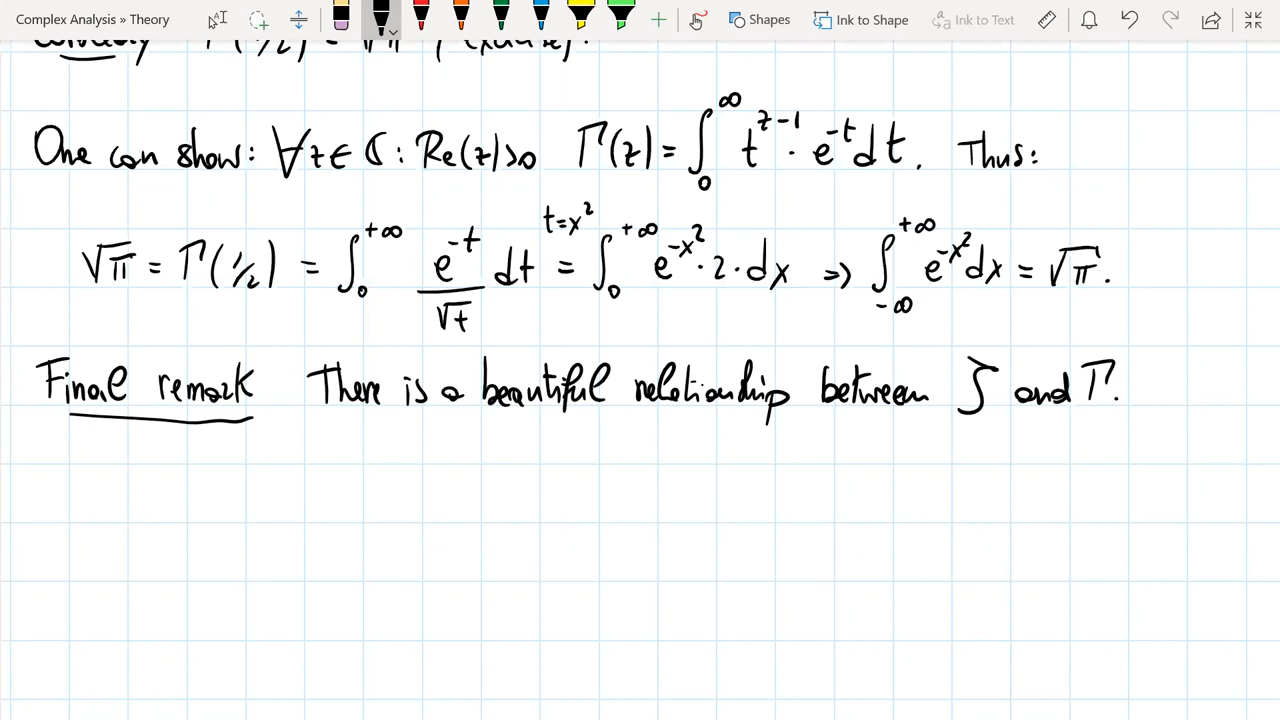 Complex Analysis » Theory Shapes Ink to Shape Ink to Text
One can show: ∀z∈ ℂ : Re(z)>0 Γ(z) = ∫₀^∞ t^(z-1) · e^(-t) dt. Thus:
√π = Γ(1/2) = ∫₀^(+∞) e^(-t)/√t dt =^(t=x²) ∫₀^(+∞) e^(-x²) · 2 · dx ⇒ ∫_(-∞)^(+∞) e^(-x²) dx = √π.
Final remark There is a beautiful relationship between ζ and Γ.